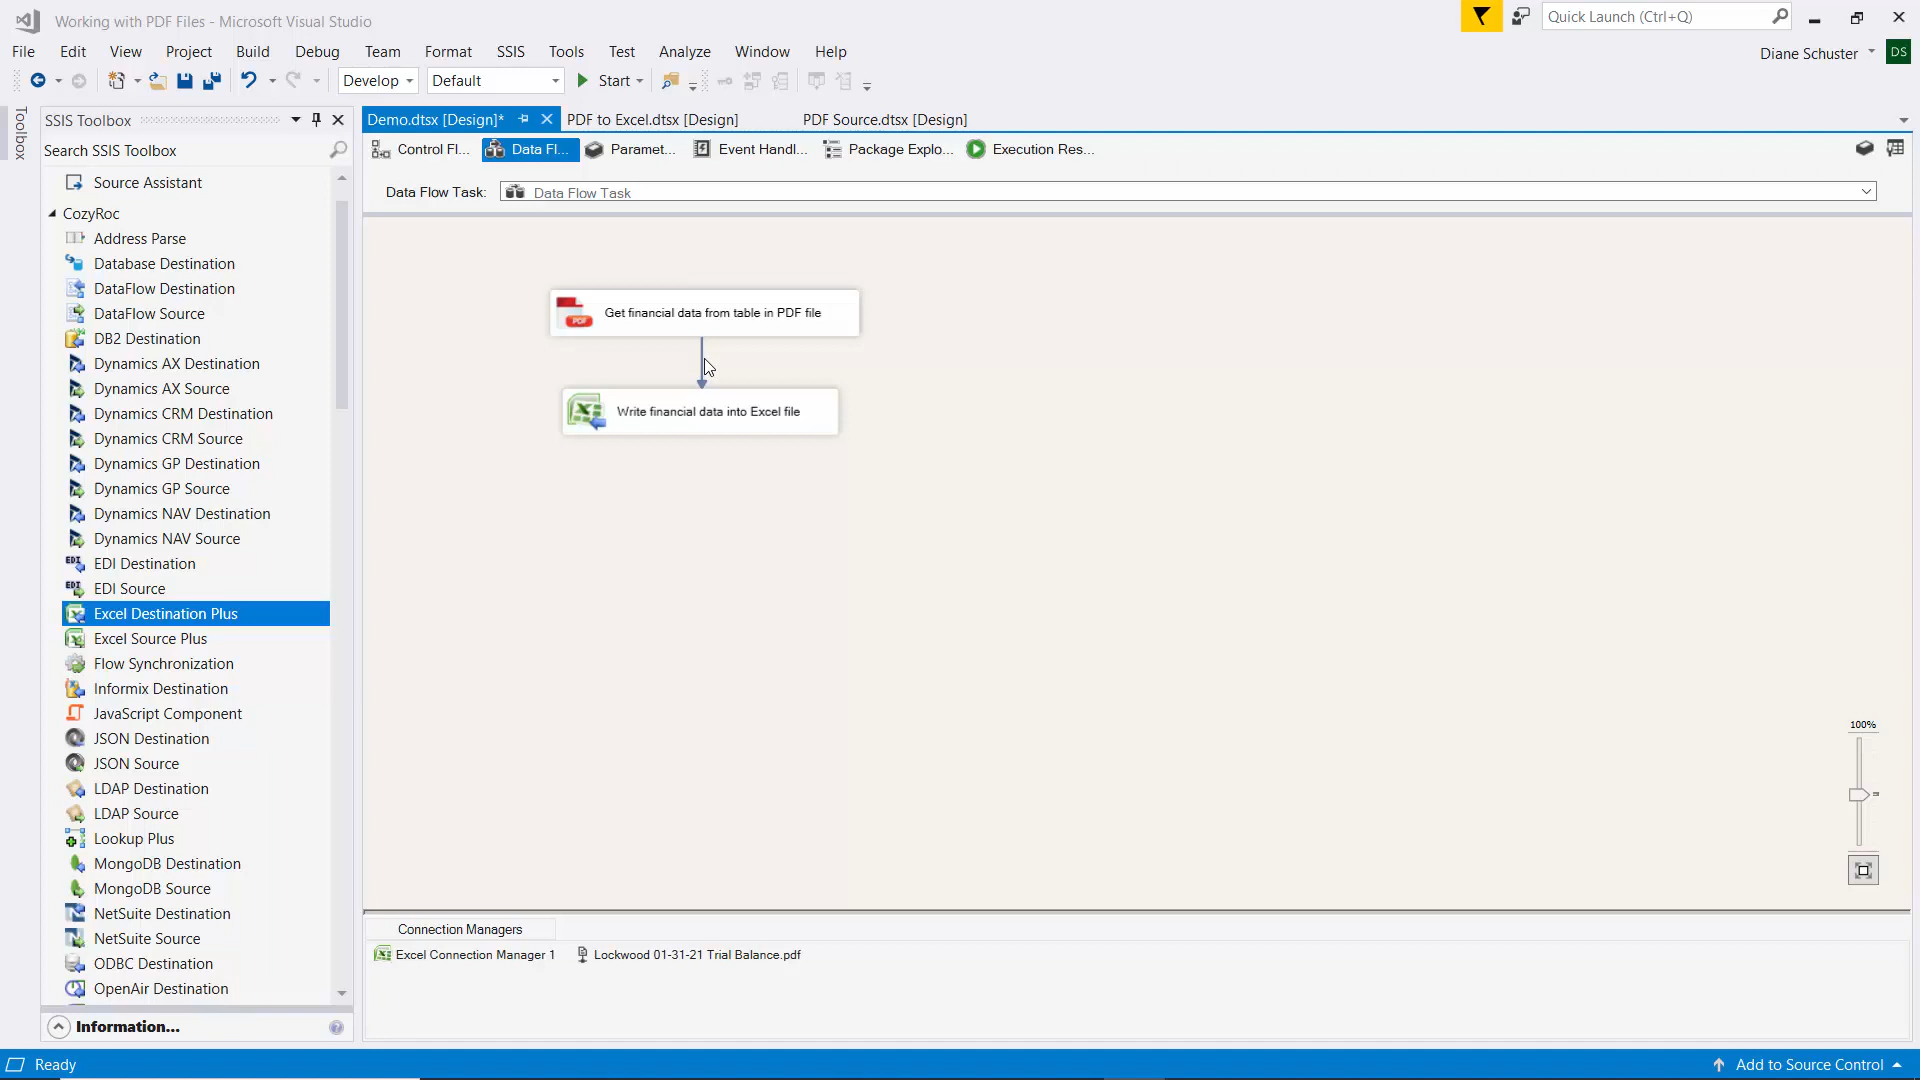 Working with PDF Files - Microsoft Visual Studio
Quick Launch (Ctrl+Q)
File Edit View Project Build Debug Team Format SSIS Tools Test Analyze Window Help
Diane Schuster DS
Develop Default Start
Toolbox
SSIS Toolbox
Search SSIS Toolbox
Source Assistant
CozyRoc
Address Parse
Database Destination
DataFlow Destination
DataFlow Source
DB2 Destination
Dynamics AX Destination
Dynamics AX Source
Dynamics CRM Destination
Dynamics CRM Source
Dynamics GP Destination
Dynamics GP Source
Dynamics NAV Destination
Dynamics NAV Source
EDI Destination
EDI Source
Excel Destination Plus
Excel Source Plus
Flow Synchronization
Informix Destination
JavaScript Component
JSON Destination
JSON Source
LDAP Destination
LDAP Source
Lookup Plus
MongoDB Destination
MongoDB Source
NetSuite Destination
NetSuite Source
ODBC Destination
OpenAir Destination
Information...
Demo.dtsx [Design]* PDF to Excel.dtsx [Design] PDF Source.dtsx [Design]
Control Fl... Data Fl... Paramet... Event Handl... Package Explo... Execution Res...
Data Flow Task: Data Flow Task
PDF
Get financial data from table in PDF file
Write financial data into Excel file
100%
Connection Managers
Excel Connection Manager 1 Lockwood 01-31-21 Trial Balance.pdf
Ready
Add to Source Control